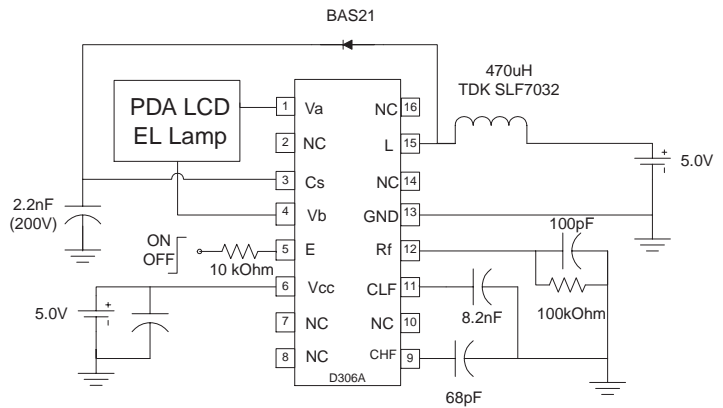 BAS21
470uH
TDK SLF7032
PDA LCD
EL Lamp
1 Va NC 16
2 NC L 15
3 Cs NC 14
4 Vb GND 13
5 E Rf 12
6 Vcc CLF 11
7 NC NC 10
8 NC CHF 9
D306A
+
-
5.0V
2.2nF
(200V)
ON
OFF
10 kOhm
100pF
100kOhm
5.0V
+
-
8.2nF
68pF